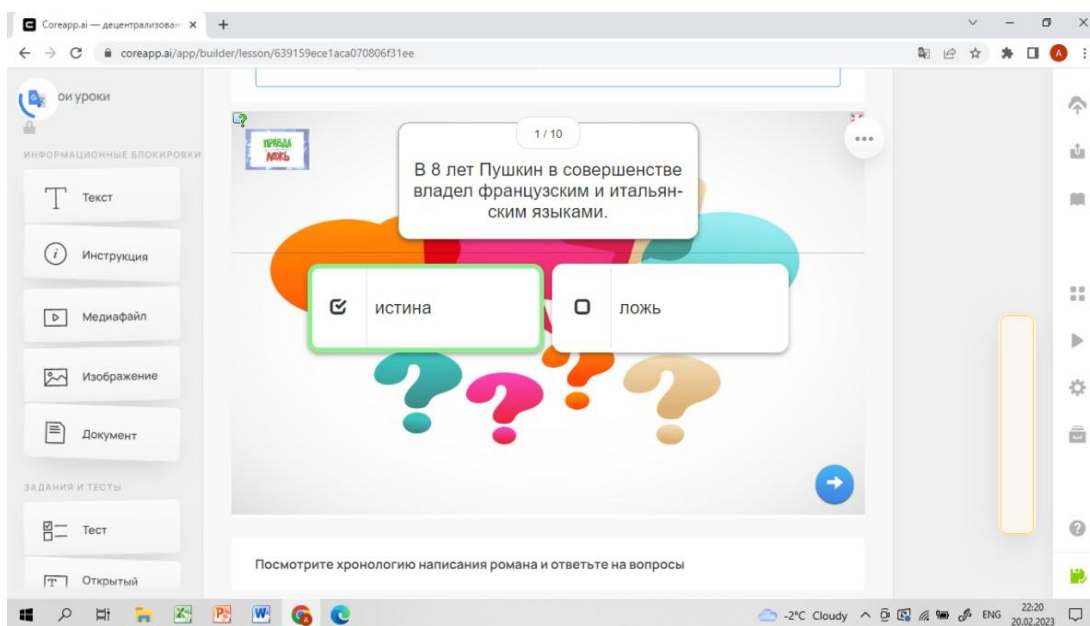 Coreapp.ai — децентрализован
coreapp.ai/app/builder/lesson/639159ece1aca070806f31ee
A
ои уроки
ИНФОРМАЦИОННЫЕ БЛОКИРОВКИ
Текст
Инструкция
Медиафайл
Изображение
Документ
ЗАДАНИЯ И ТЕСТЫ
Тест
Открытый
ПРАВДА
ЛОЖЬ
1 / 10
В 8 лет Пушкин в совершенстве
владел французским и итальян-
ским языками.
истина
ложь
Посмотрите хронологию написания романа и ответьте на вопросы
-2°C Cloudy
ENG
22:20
20.02.2023